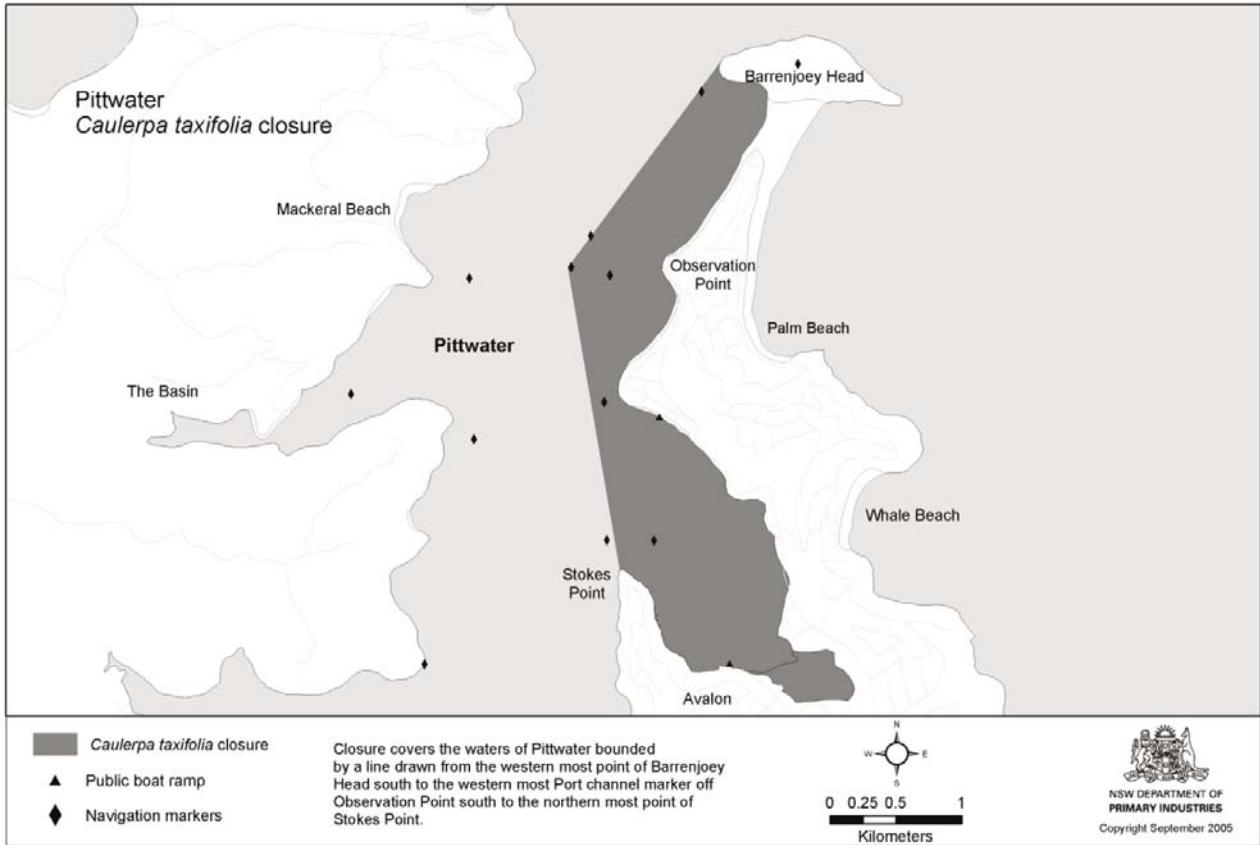 Pittwater
Caulerpa taxifolia closure
Barrenjoey Head
Mackeral Beach
Observation
Point
Palm Beach
Pittwater
The Basin
Whale Beach
Stokes
Point
Avalon
Caulerpa taxifolia closure
Public boat ramp
Navigation markers
Closure covers the waters of Pittwater bounded
by a line drawn from the western most point of Barrenjoey
Head south to the western most Port channel marker off
Observation Point south to the northern most point of
Stokes Point.
N
W E
S
0 0.25 0.5 1
Kilometers
NSW DEPARTMENT OF
PRIMARY INDUSTRIES
Copyright September 2005